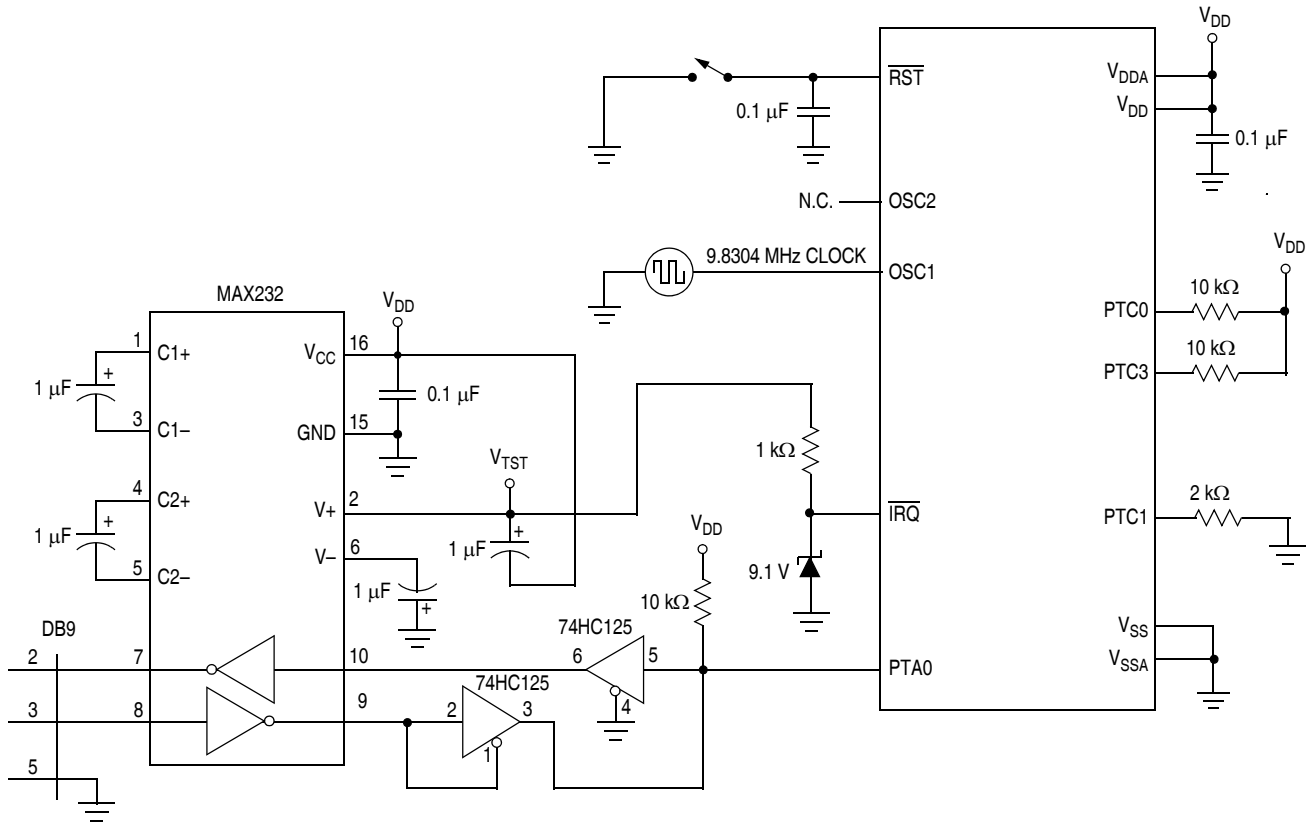 V_DD
RST
V_DDA
V_DD
0.1 µF
0.1 µF
N.C.
OSC2
9.8304 MHz CLOCK
OSC1
V_DD
MAX232
V_DD
10 kΩ
PTC0
1
C1+
V_CC
16
10 kΩ
PTC3
1 µF
+
0.1 µF
3
C1–
GND
15
1 kΩ
V_TST
4
C2+
V+
2
IRQ
PTC1
2 kΩ
1 µF
+
+
V_DD
V–
6
1 µF
9.1 V
5
C2–
1 µF
+
10 kΩ
DB9
74HC125
V_SS
2
7
10
6
5
PTA0
V_SSA
74HC125
4
3
8
9
2
3
1
5